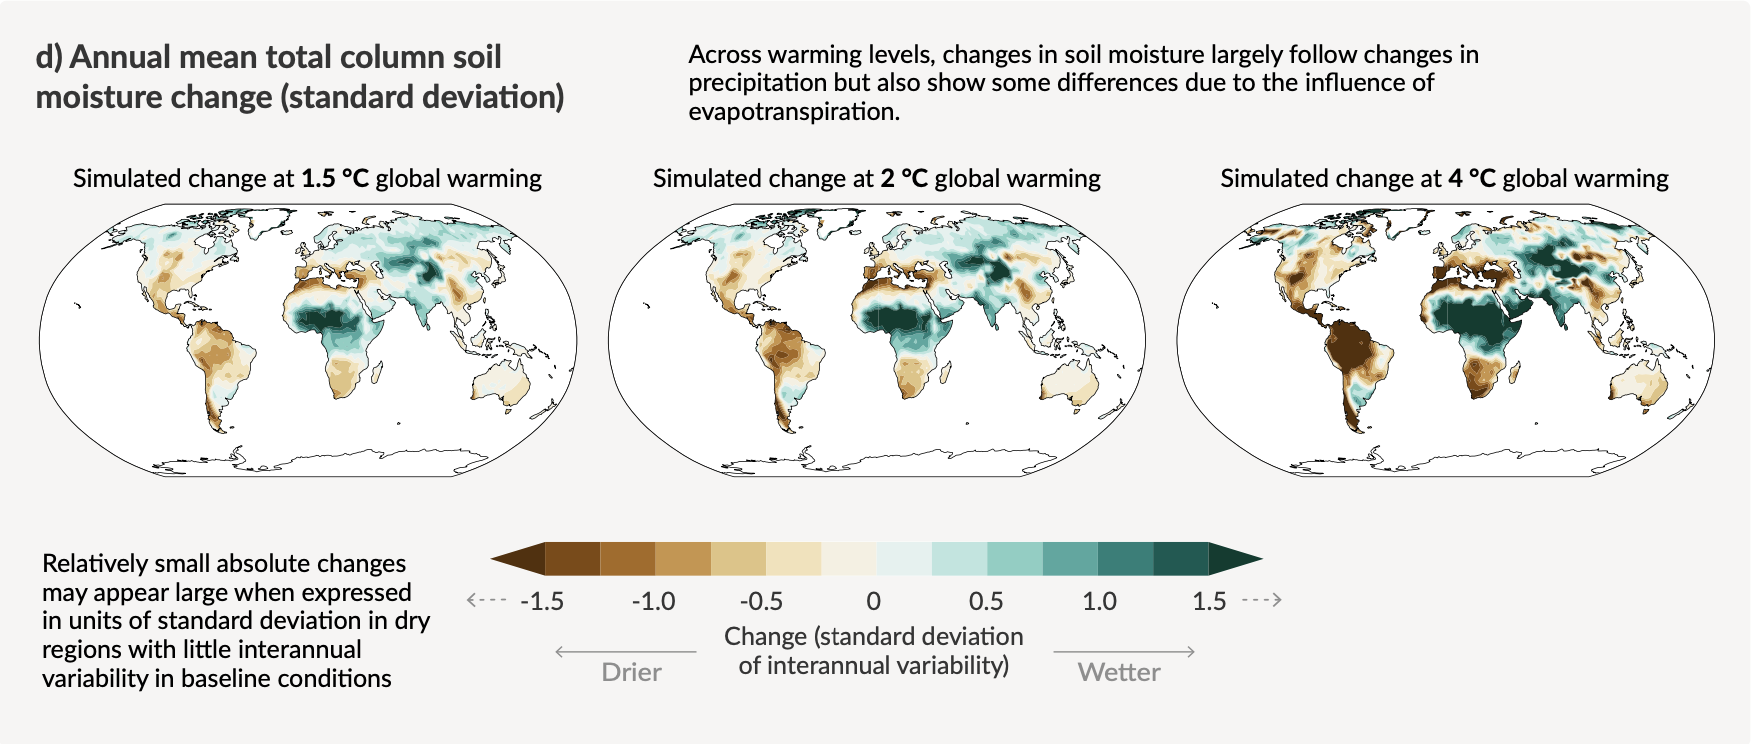 d) Annual mean total column soil
moisture change (standard deviation)
Across warming levels, changes in soil moisture largely follow changes in
precipitation but also show some differences due to the influence of
evapotranspiration.
Simulated change at 1.5 °C global warming
Simulated change at 2 °C global warming
Simulated change at 4 °C global warming
Relatively small absolute changes
may appear large when expressed
in units of standard deviation in dry
regions with little interannual
variability in baseline conditions
-1.5 -1.0 -0.5 0 0.5 1.0 1.5
Change (standard deviation
of interannual variability)
Drier
Wetter